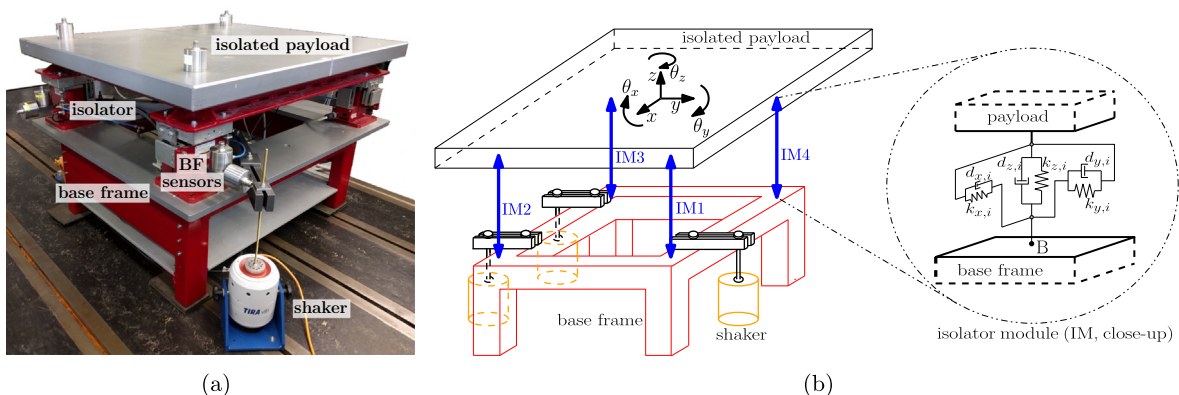 isolated payload
isolator
BF
sensors
base frame
TIRA
shaker
(a)
isolated payload
z
θz
θx
y
x
θy
IM3
IM4
IM2
IM1
base frame
shaker
payload
dz,i
kz,i
dy,i
dx,i
kx,i
ky,i
B
base frame
isolator module (IM, close-up)
(b)